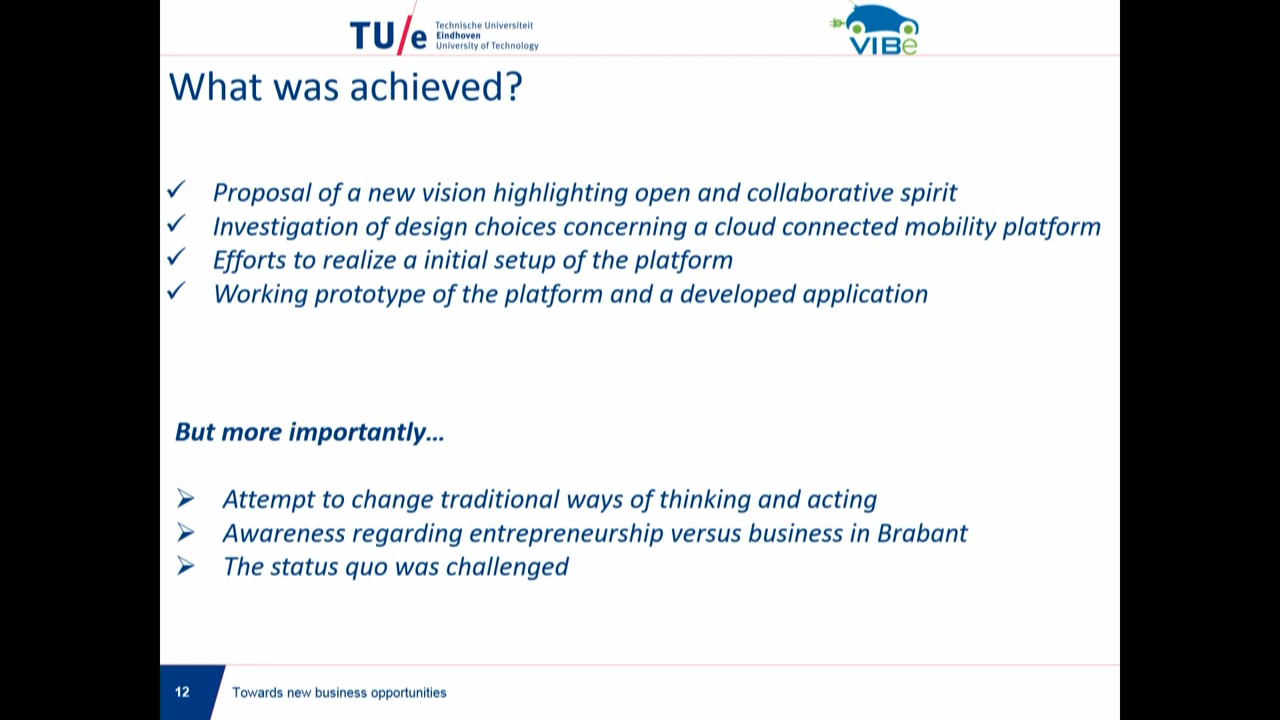 TU/e
Technische Universiteit
Eindhoven
University of Technology
VIBe
What was achieved?
✓ Proposal of a new vision highlighting open and collaborative spirit
✓ Investigation of design choices concerning a cloud connected mobility platform
✓ Efforts to realize a initial setup of the platform
✓ Working prototype of the platform and a developed application
But more importantly…
➢ Attempt to change traditional ways of thinking and acting
➢ Awareness regarding entrepreneurship versus business in Brabant
➢ The status quo was challenged
12
Towards new business opportunities